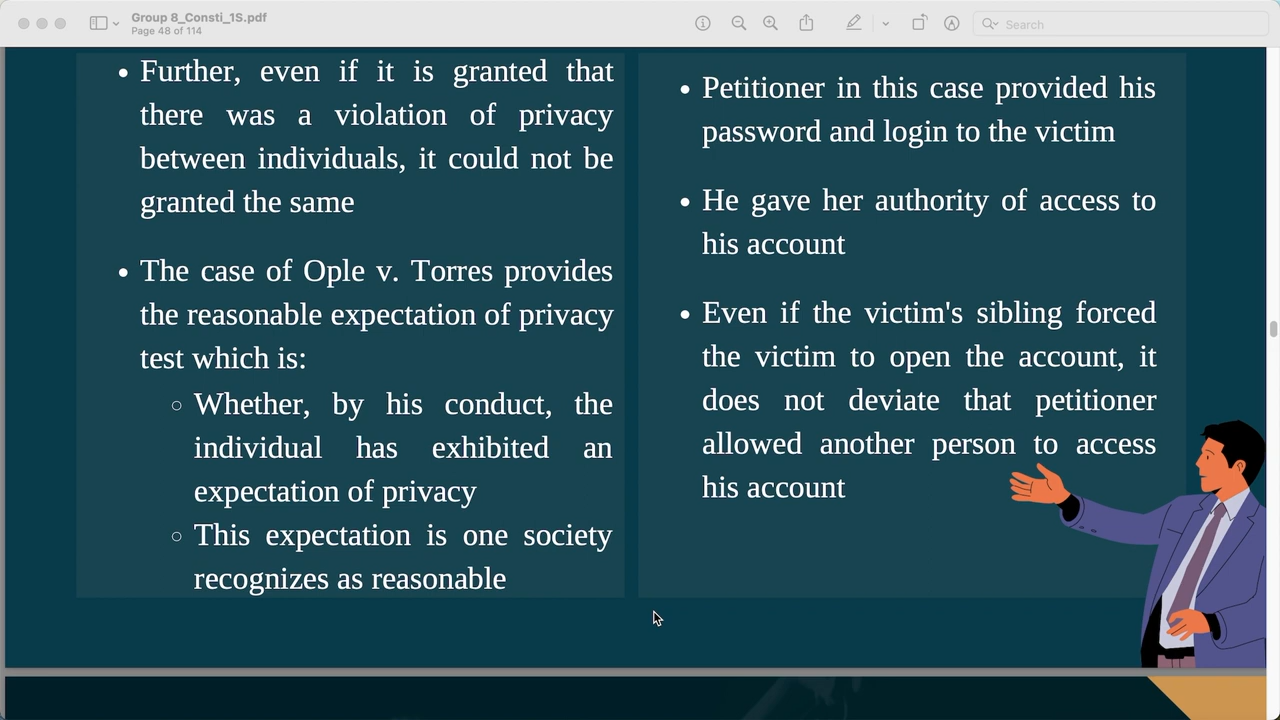 Group 8_Consti_1S.pdf
Page 48 of 114
Search
• Further, even if it is granted that
there was a violation of privacy
between individuals, it could not be
granted the same
• The case of Ople v. Torres provides
the reasonable expectation of privacy
test which is:
○ Whether, by his conduct, the
individual has exhibited an
expectation of privacy
○ This expectation is one society
recognizes as reasonable
• Petitioner in this case provided his
password and login to the victim
• He gave her authority of access to
his account
• Even if the victim's sibling forced
the victim to open the account, it
does not deviate that petitioner
allowed another person to access
his account